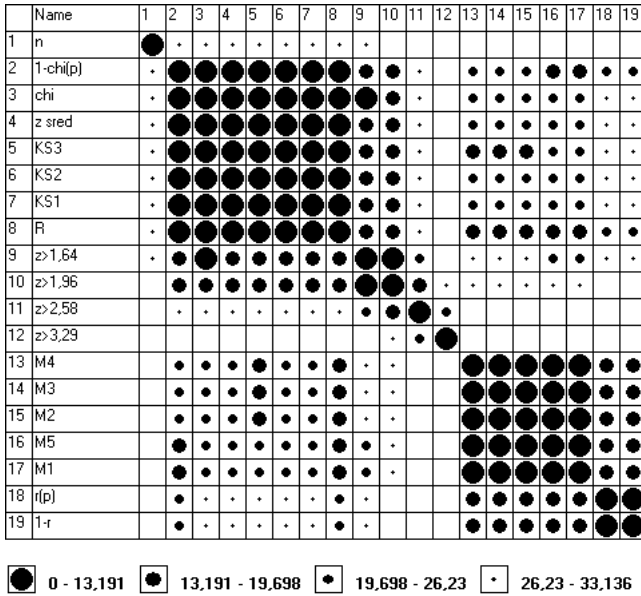 Name 1 2 3 4 5 6 7 8 9 10 11 12 13 14 15 16 17 18 19
1 n
2 1-chi(p)
3 chi
4 z sred
5 KS3
6 KS2
7 KS1
8 R
9 z>1,64
10 z>1,96
11 z>2,58
12 z>3,29
13 M4
14 M3
15 M2
16 M5
17 M1
18 r(p)
19 1-r
0 - 13,191 13,191 - 19,698 19,698 - 26,23 26,23 - 33,136